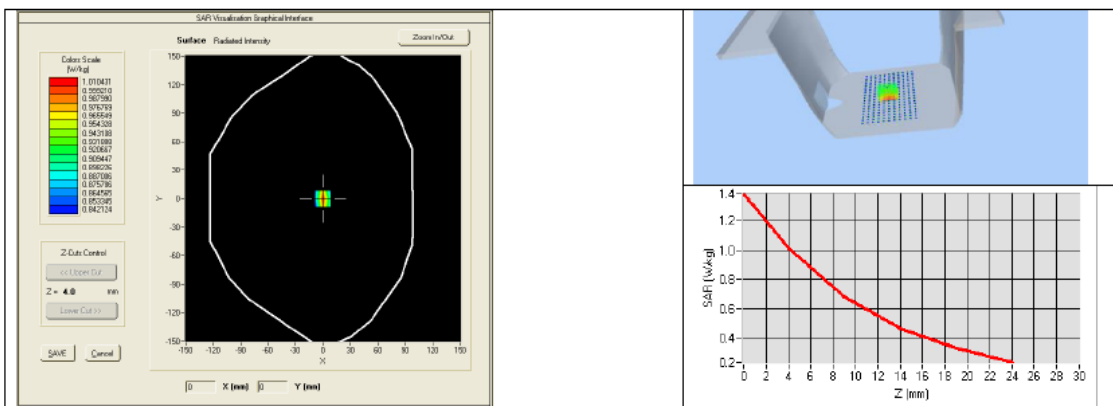 SAR Visualisation Graphical Interface
Surface Radiated Intensity
Zoom In/Out
Colors Scale
(W/kg)
1.010431
0.999210
0.987990
0.976769
0.965549
0.954328
0.943108
0.931888
0.920667
0.909447
0.898226
0.887006
0.875786
0.864565
0.853345
0.842124
150
120
90
60
30
Y 0
-30
-60
-90
-120
-150
-150 -120 -90 -60 -30 0 30 60 90 120 150
X
Z-Cuts Control
<< Upper Cut
Z = 4.0 mm
Lower Cut >>
SAVE Cancel
0 X (mm) 0 Y (mm)
SAR (W/kg)
1.4
1.2
1.0
0.8
0.6
0.4
0.2
0 2 4 6 8 10 12 14 16 18 20 22 24 26 30
Z (mm)